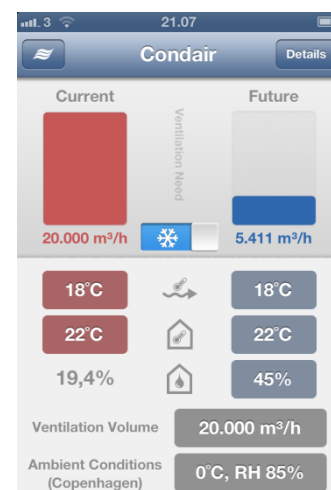 3 21.07
Condair Details
Current Future
Ventilation Need
20.000 m³/h 5.411 m³/h
18°C 18°C
22°C 22°C
19,4% 45%
Ventilation Volume 20.000 m³/h
Ambient Conditions
(Copenhagen) 0°C, RH 85%